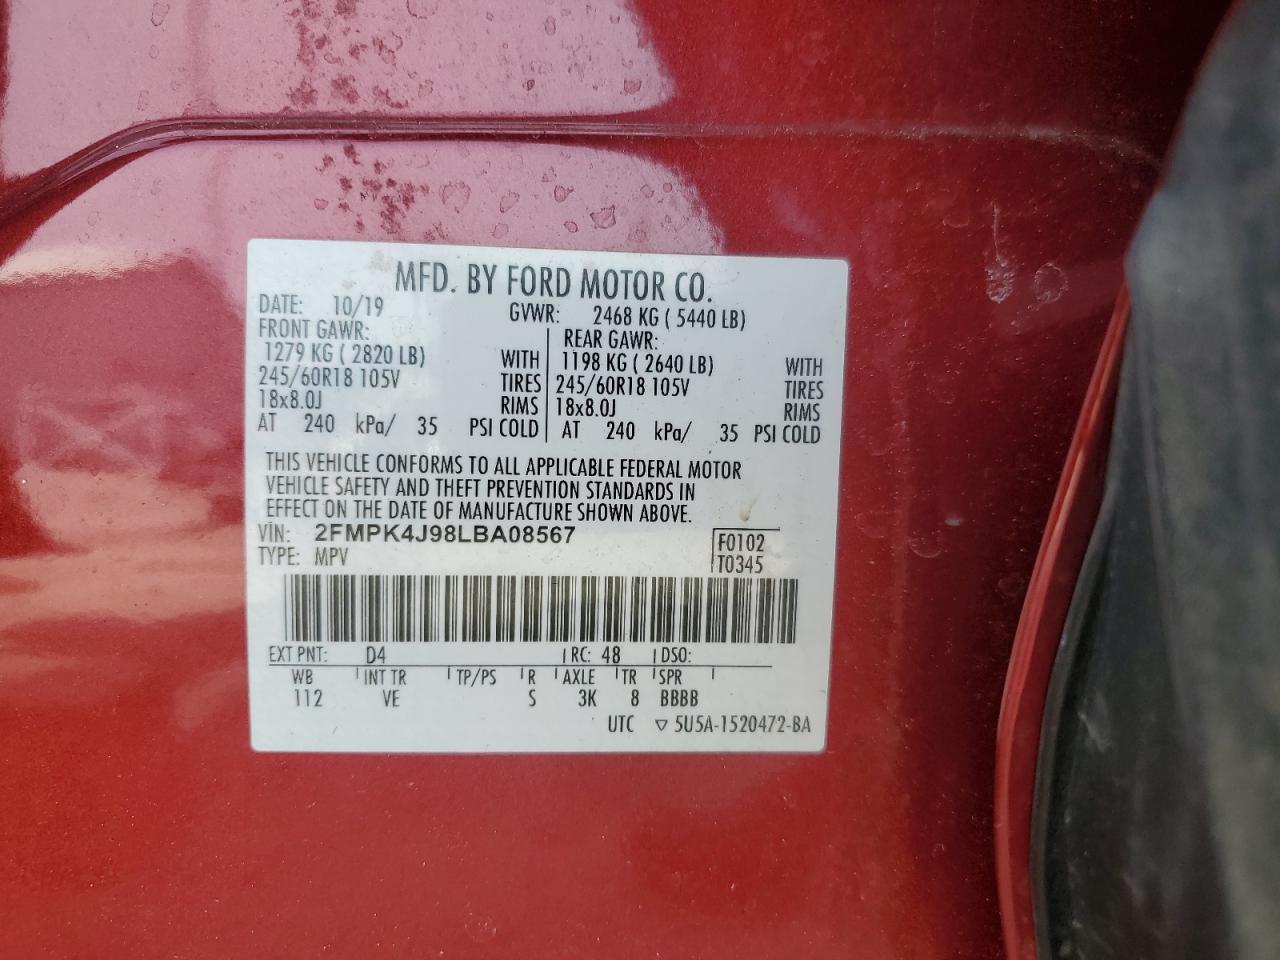 MFD. BY FORD MOTOR CO.
DATE: 10/19 GVWR: 2468 KG ( 5440 LB)
FRONT GAWR: REAR GAWR:
1279 KG ( 2820 LB) WITH 1198 KG ( 2640 LB) WITH
245/60R18 105V TIRES 245/60R18 105V TIRES
18x8.0J RIMS 18x8.0J RIMS
AT 240 kPa/ 35 PSI COLD AT 240 kPa/ 35 PSI COLD
THIS VEHICLE CONFORMS TO ALL APPLICABLE FEDERAL MOTOR
VEHICLE SAFETY AND THEFT PREVENTION STANDARDS IN
EFFECT ON THE DATE OF MANUFACTURE SHOWN ABOVE.
VIN: 2FMPK4J98LBA08567 F0102
TYPE: MPV T0345
EXT PNT: D4 RC: 48 DSO:
WB INT TR TP/PS R AXLE TR SPR
112 VE S 3K 8 BBBB
UTC ▽ 5U5A-1520472-BA